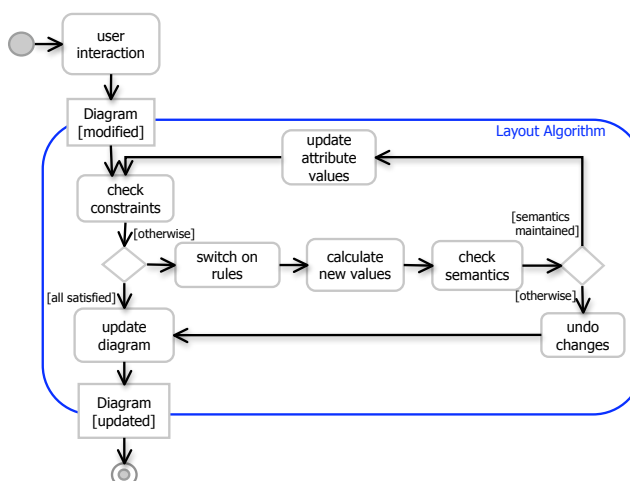 user
interaction
Diagram
[modified]
Layout Algorithm
update
attribute
values
check
constraints
[semantics
maintained]
[otherwise]
switch on
rules
calculate
new values
check
semantics
[all satisfied]
[otherwise]
update
diagram
undo
changes
Diagram
[updated]